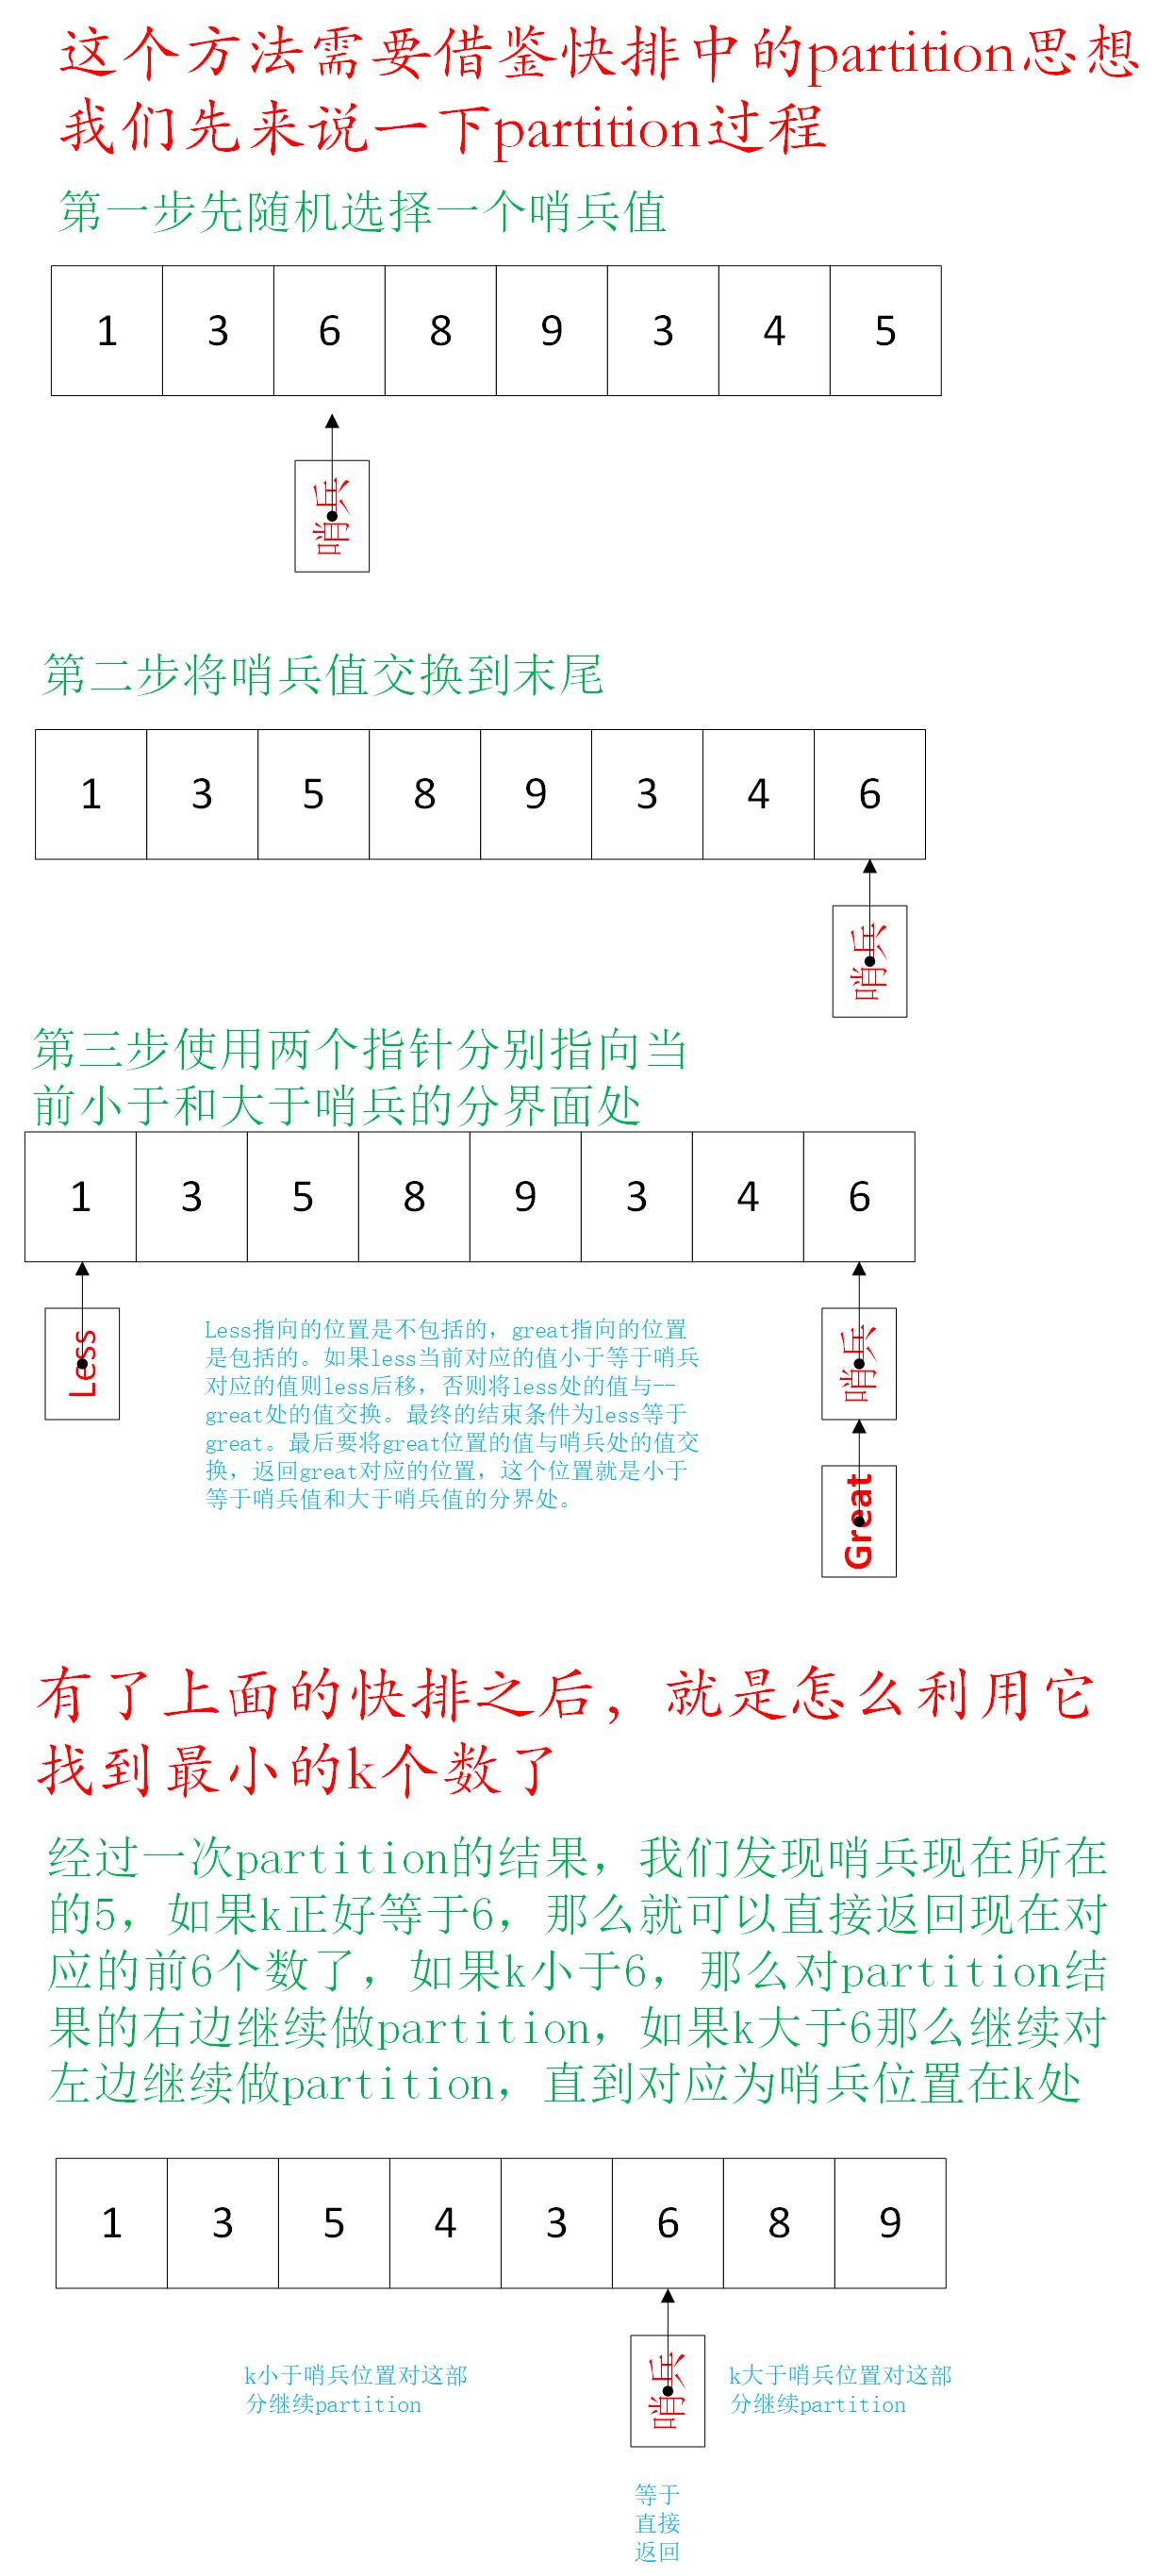 这个方法需要借鉴快排中的partition思想
我们先来说一下partition过程
第一步先随机选择一个哨兵值
1 3 6 8 9 3 4 5
哨兵
第二步将哨兵值交换到末尾
1 3 5 8 9 3 4 6
哨兵
第三步使用两个指针分别指向当
前小于和大于哨兵的分界面处
1 3 5 8 9 3 4 6
Less
哨兵
Great
Less指向的位置是不包括的，great指向的位置
是包括的。如果less当前对应的值小于等于哨兵
对应的值则less后移，否则将less处的值与--
great处的值交换。最终的结束条件为less等于
great。最后要将great位置的值与哨兵处的值交
换，返回great对应的位置，这个位置就是小于
等于哨兵值和大于哨兵值的分界处。
有了上面的快排之后，就是怎么利用它
找到最小的k个数了
经过一次partition的结果，我们发现哨兵现在所在
的5，如果k正好等于6，那么就可以直接返回现在对
应的前6个数了，如果k小于6，那么对partition结
果的右边继续做partition，如果k大于6那么继续对
左边继续做partition，直到对应为哨兵位置在k处
1 3 5 4 3 6 8 9
k小于哨兵位置对这部
分继续partition
哨兵
k大于哨兵位置对这部
分继续partition
等于
直接
返回